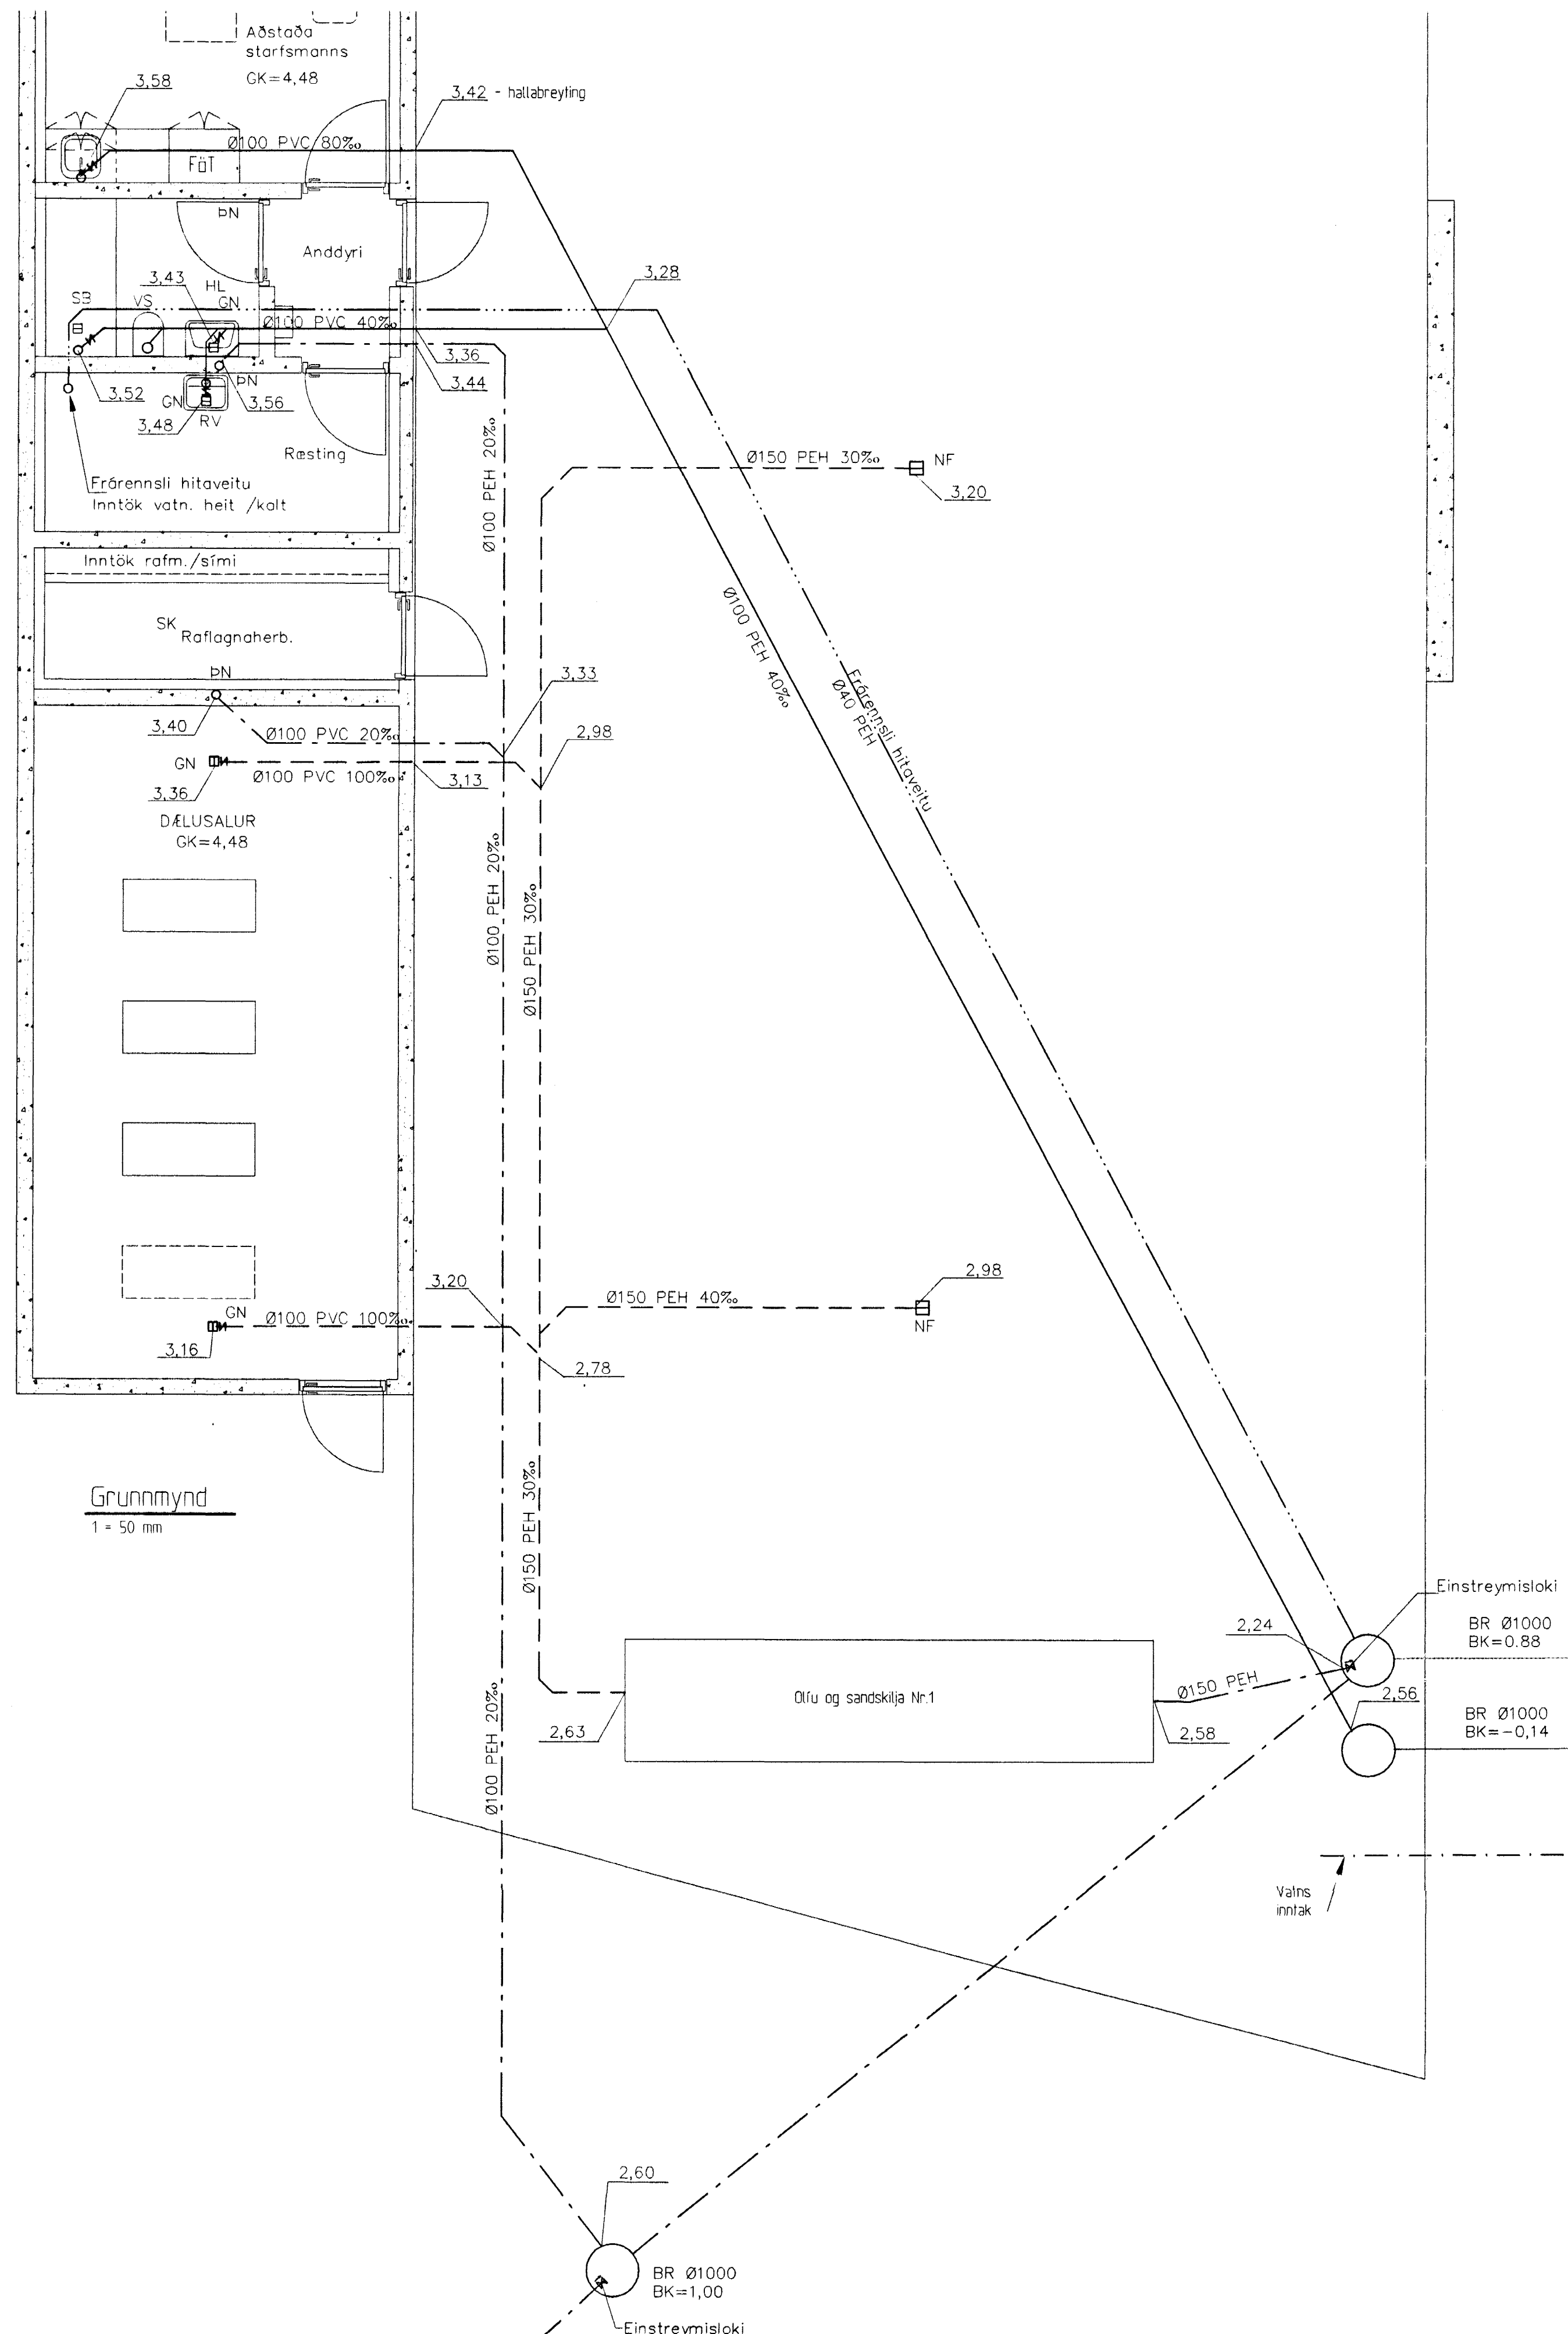 Aðstaða
starfsmanns
GK=4,48
3,58
3,42 - hallabreyting
Ø100 PVC 80‰
FöT
ÞN
Anddyri
3,28
3,43
HL
GN
SB
VS
Ø100 PVC 40‰
3,36
3,44
3,52
ÞN
3,56
GN
3,48
RV
Ræsting
Ø100 PEH 20‰
Ø150 PEH 30‰
NF
3,20
Frárennsli hitaveitu
Inntök vatn. heit /kalt
Inntök rafm./sími
SK
Raflagnaherb.
ÞN
3,40
Ø100 PVC 20‰
3,33
2,98
GN
Ø100 PVC 100‰
3,13
3,36
DÆLUSALUR
GK=4,48
Ø100 PEH 40‰
Frárennsli hitaveitu
Ø40 PEH
Ø100 PEH 20‰
Ø150 PEH 30‰
3,20
2,98
Ø150 PEH 40‰
NF
GN
Ø100 PVC 100‰
3,16
2,78
Grunnmynd
1 = 50 mm
Ø150 PEH 30‰
Einstreymisloki
BR Ø1000
BK=0.88
2,24
Ø150 PEH
Olíu og sandskilja Nr.1
2,63
2,58
2,56
BR Ø1000
BK=-0,14
Ø100 PEH 20‰
Vatns
inntak
2,60
BR Ø1000
BK=1,00
Einstreymisloki